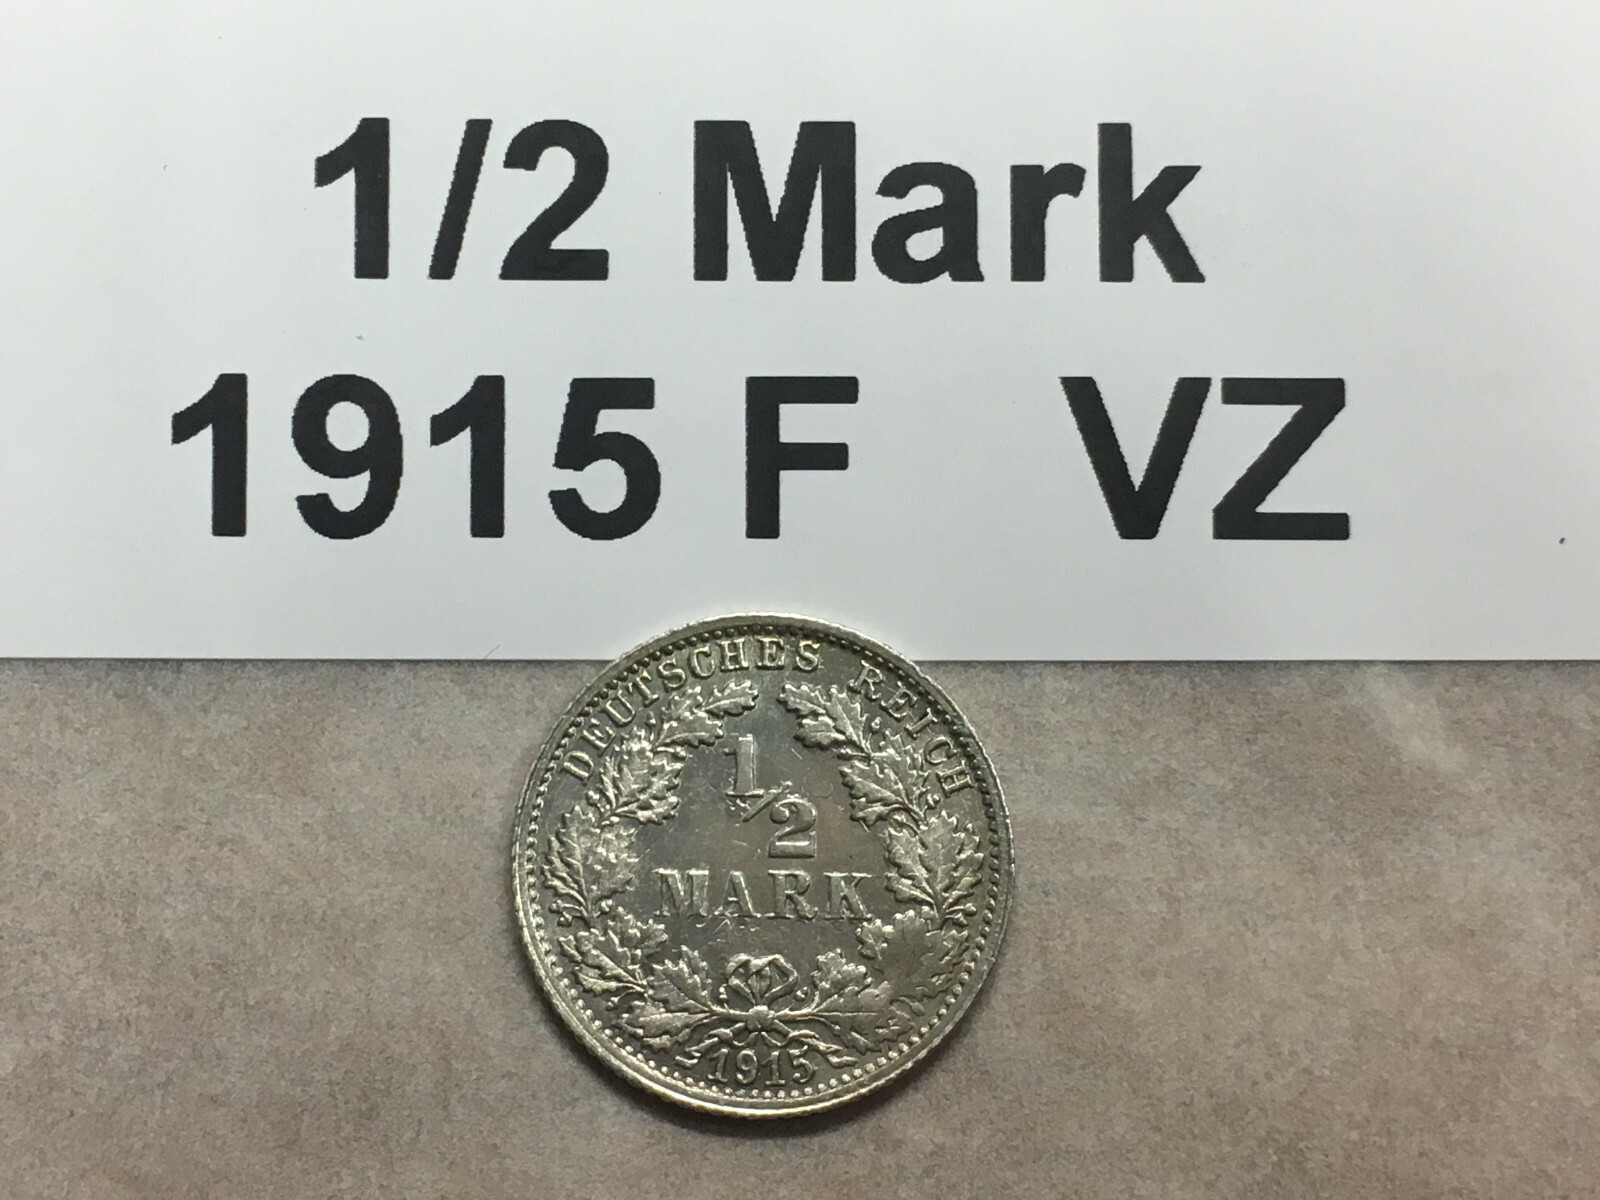 1/2 Mark
1915 F VZ
DEUTSCHES REICH
1/2
MARK
1915